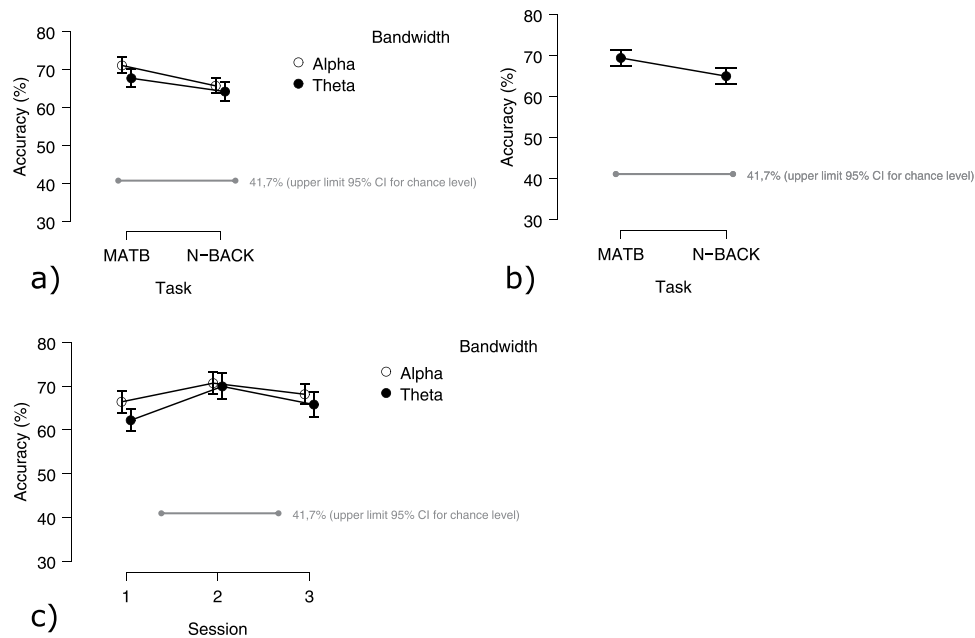 Bandwidth
Alpha
Theta
Accuracy (%)
80
70
60
50
40
30
41,7% (upper limit 95% CI for chance level)
MATB N−BACK
Task
a)
Accuracy (%)
80
70
60
50
40
30
41,7% (upper limit 95% CI for chance level)
MATB N−BACK
Task
b)
Bandwidth
Alpha
Theta
Accuracy (%)
80
70
60
50
40
30
41,7% (upper limit 95% CI for chance level)
1 2 3
Session
c)